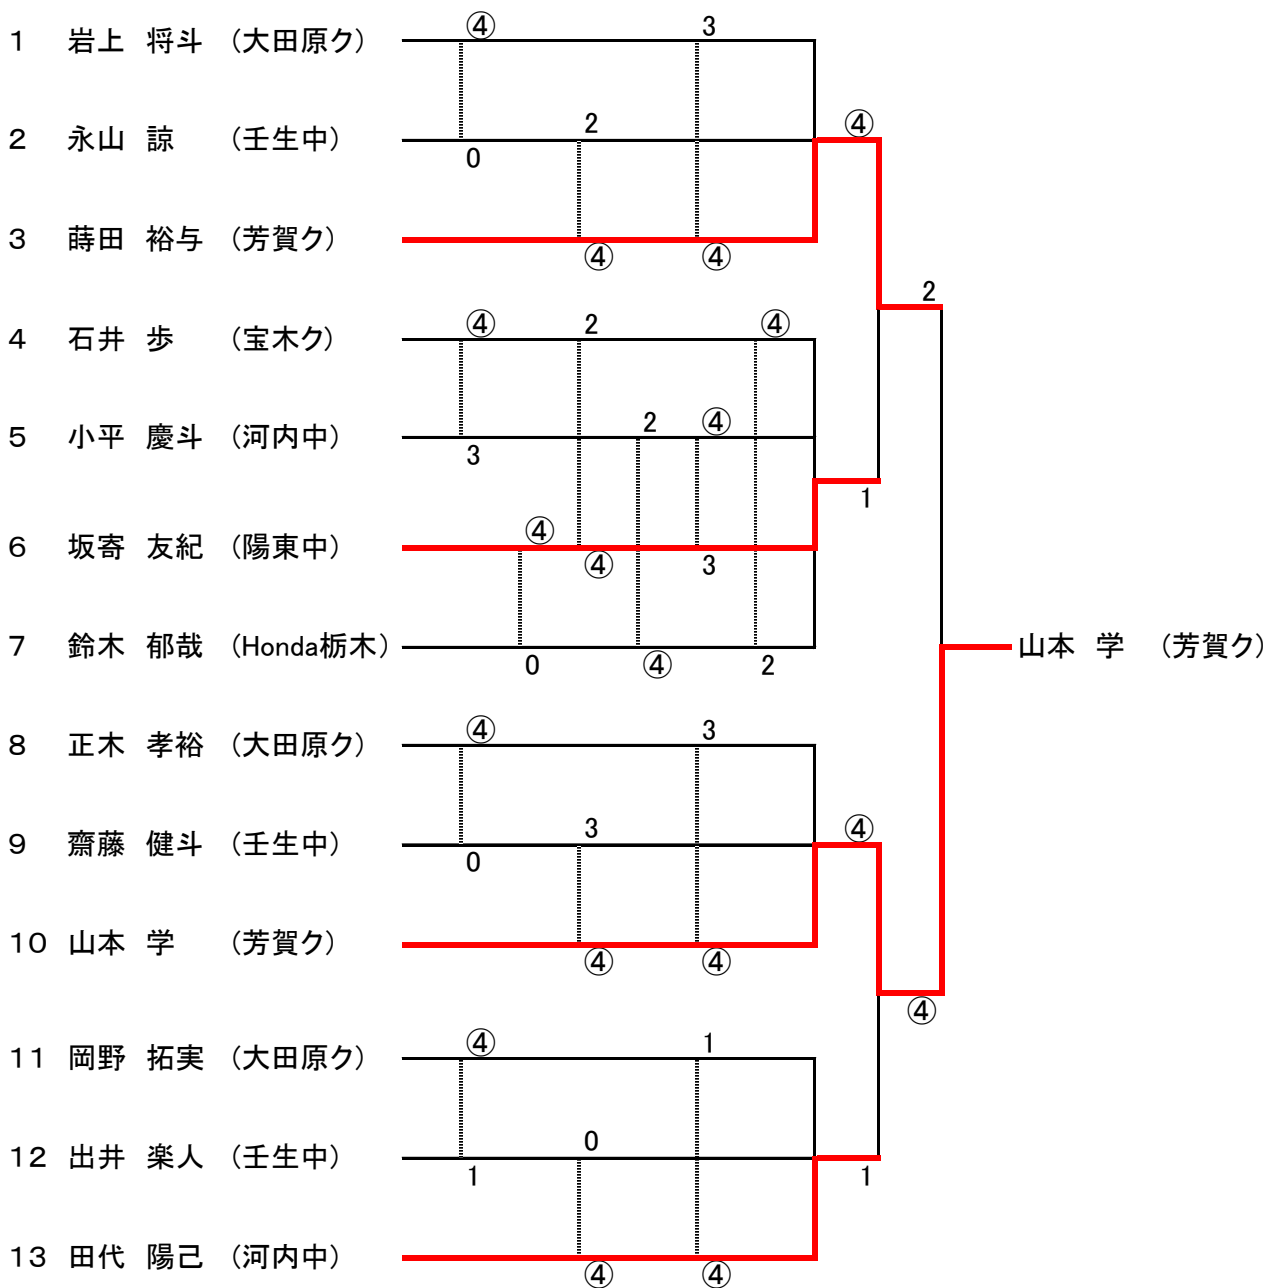 ④ 3
1 岩上 将斗 (大田原ク)
2 ④
2 永山 諒 (壬生中)
0
3 蒔田 裕与 (芳賀ク)
④ ④
2
④ 2 ④
4 石井 歩 (宝木ク)
2 ④
5 小平 慶斗 (河内中)
3
1
④
6 坂寄 友紀 (陽東中)
④ 3
7 鈴木 郁哉 (Honda栃木) 山本 学 (芳賀ク)
0 ④ 2
④ 3
8 正木 孝裕 (大田原ク)
3 ④
9 齋藤 健斗 (壬生中)
0
10 山本 学 (芳賀ク)
④ ④
④
④ 1
11 岡野 拓実 (大田原ク)
0
12 出井 楽人 (壬生中)
1 1
13 田代 陽己 (河内中)
④ ④